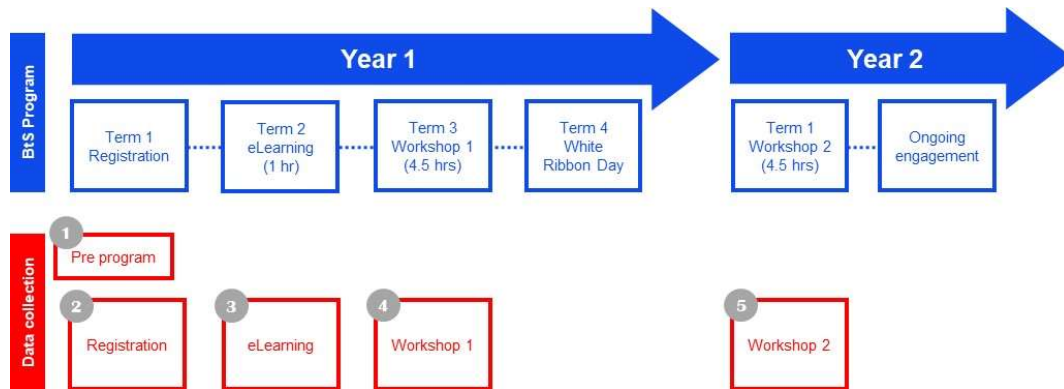 BtS Program
Year 1
Year 2
Term 1
Registration
Term 2
eLearning
(1 hr)
Term 3
Workshop 1
(4.5 hrs)
Term 4
White
Ribbon Day
Term 1
Workshop 2
(4.5 hrs)
Ongoing
engagement
Data collection
1
Pre program
2
Registration
3
eLearning
4
Workshop 1
5
Workshop 2